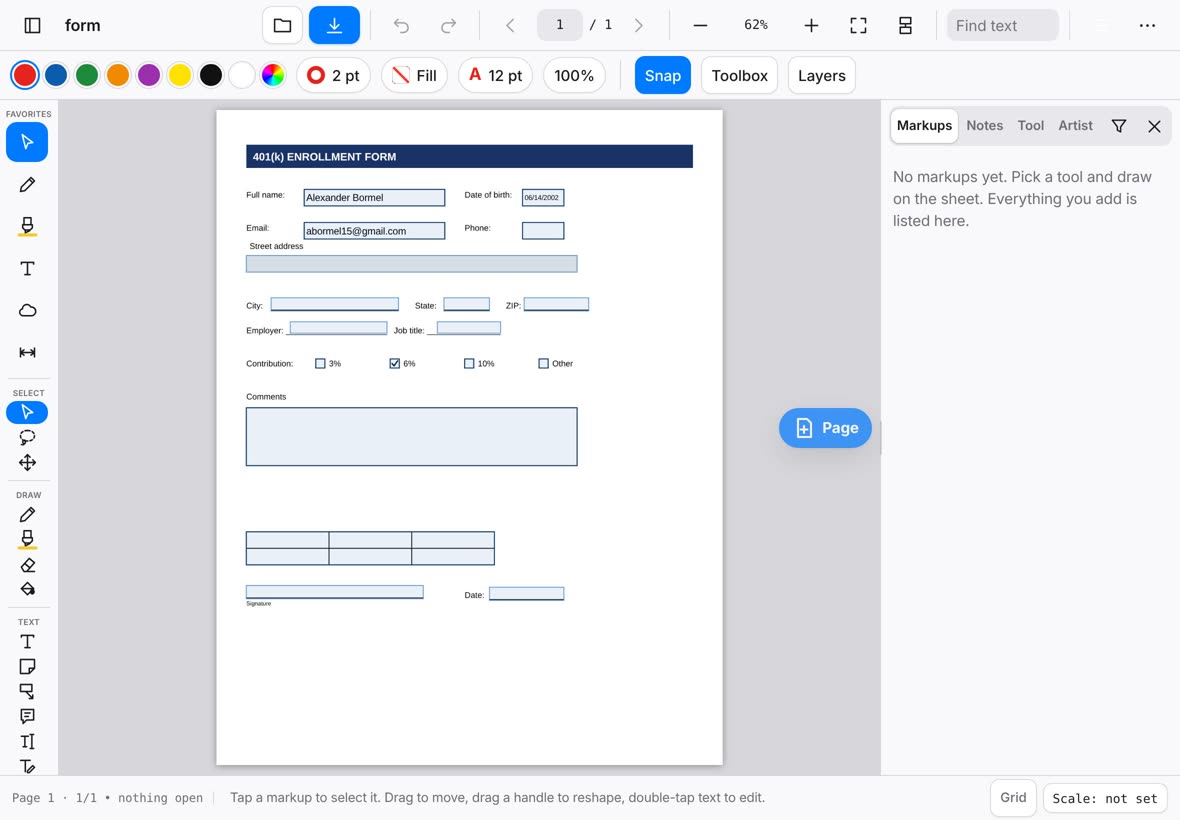 form
1 / 1
62%
Find text
2 pt
Fill
A 12 pt
100%
Snap
Toolbox
Layers
FAVORITES
SELECT
DRAW
TEXT
401(k) ENROLLMENT FORM
Full name: Alexander Bormel Date of birth: 06/14/2002
Email: abormel15@gmail.com Phone:
Street address
City: State: ZIP:
Employer: Job title:
Contribution: 3% 6% 10% Other
Comments
Signature
Date:
Page
Markups Notes Tool Artist
No markups yet. Pick a tool and draw
on the sheet. Everything you add is
listed here.
Page 1 · 1/1 • nothing open
Tap a markup to select it. Drag to move, drag a handle to reshape, double-tap text to edit.
Grid
Scale: not set